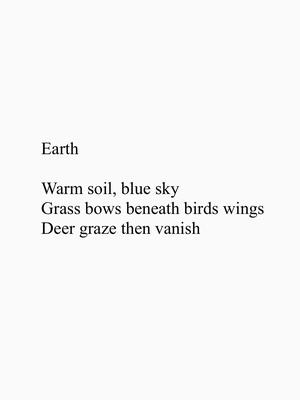 Earth
Warm soil, blue sky
Grass bows beneath birds wings
Deer graze then vanish